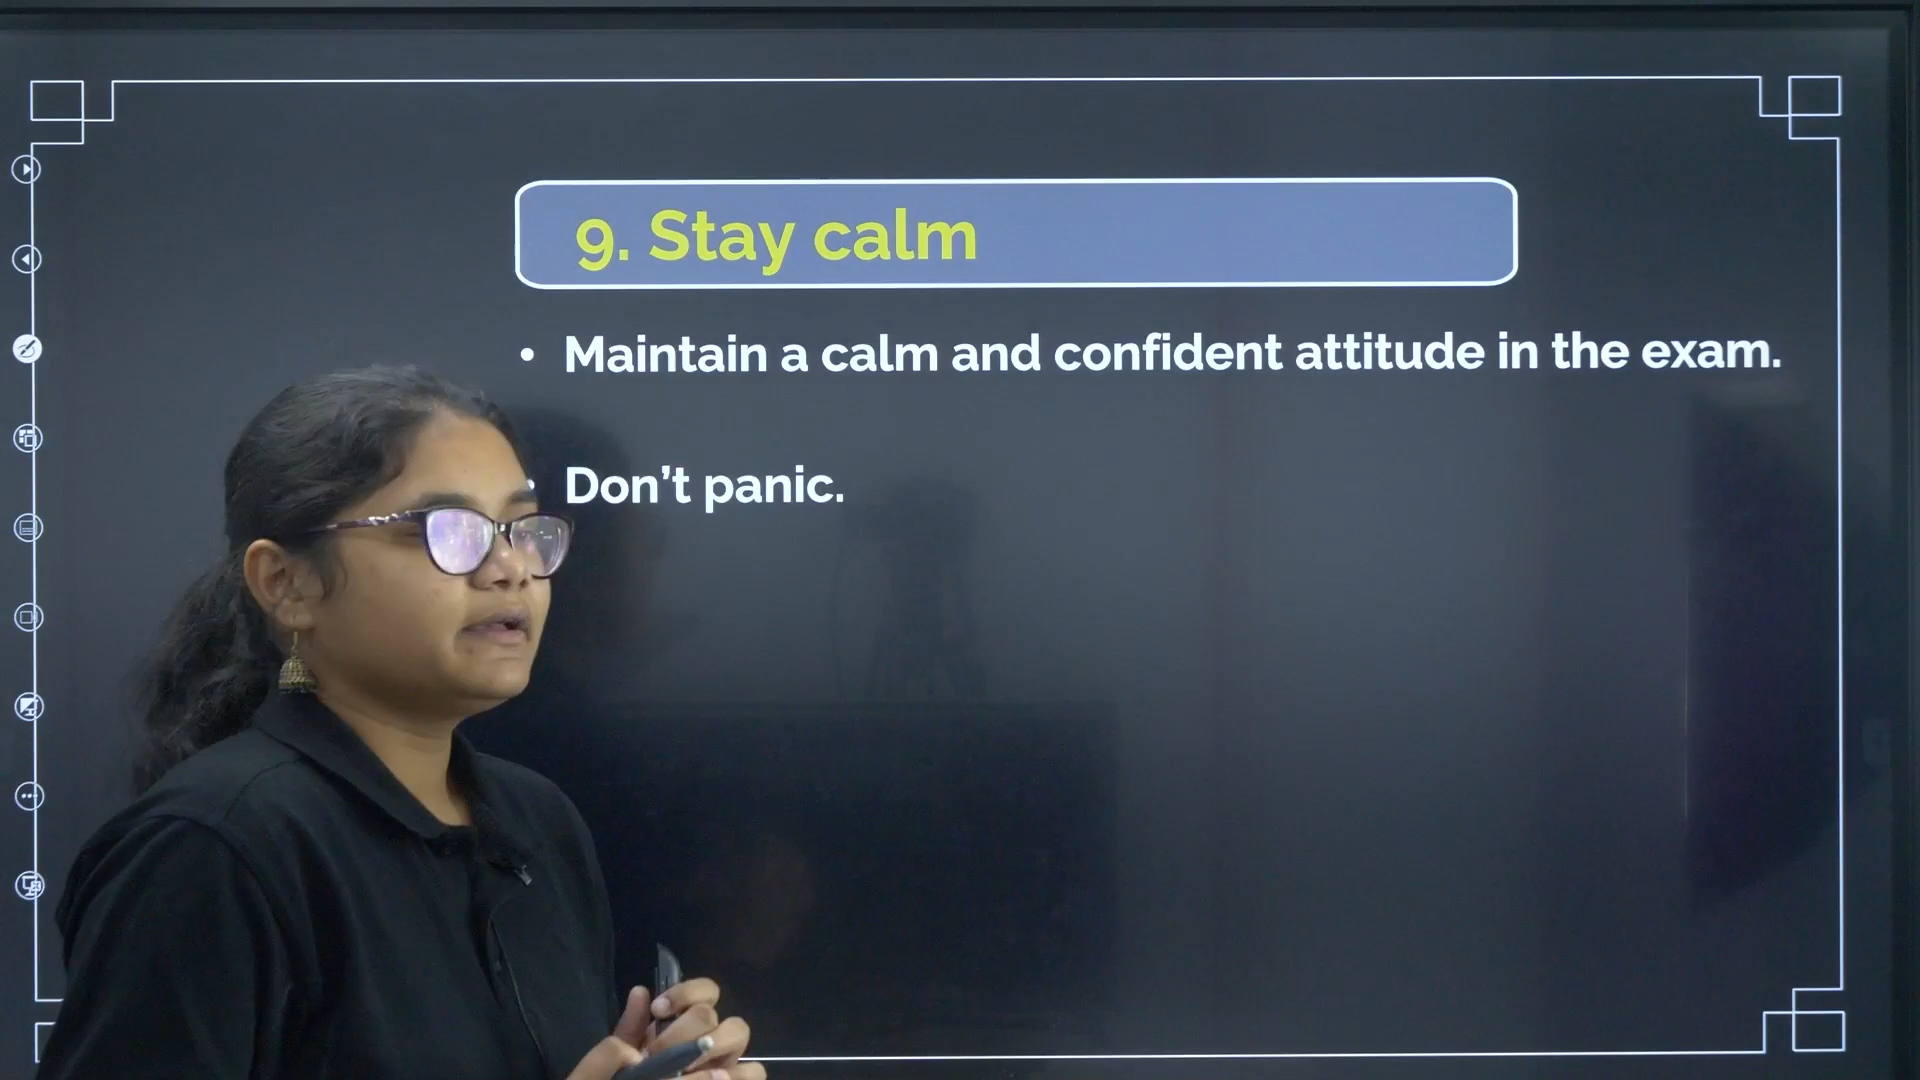 9. Stay calm
• Maintain a calm and confident attitude in the exam.
• Don’t panic.